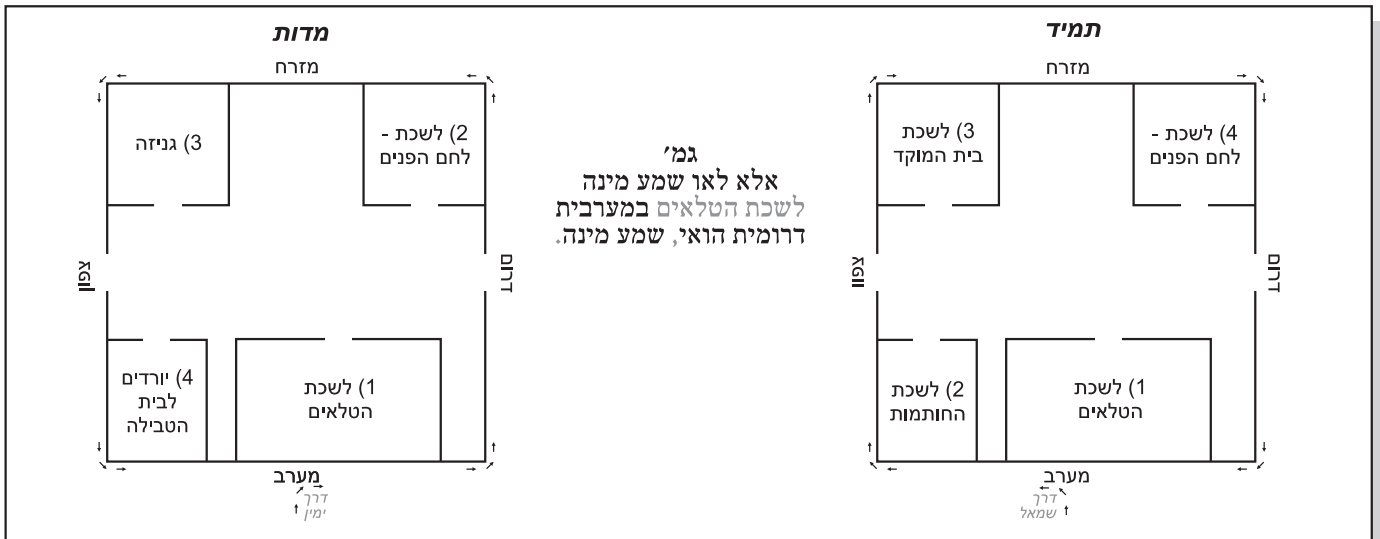 תמיד
מזרח
3) לשכת
בית המוקד
4) לשכת -
לחם הפנים
צפון
דרום
2) לשכת
החותמות
1) לשכת
הטלאים
מערב
דרך
שמאל
גמ׳
אלא לאו שמע מינה
לשכת הטלאים במערבית
דרומית הואי, שמע מינה.
מדות
מזרח
3) גניזה
2) לשכת -
לחם הפנים
צפון
דרום
4) יורדים
לבית
הטבילה
1) לשכת
הטלאים
מערב
דרך
ימין